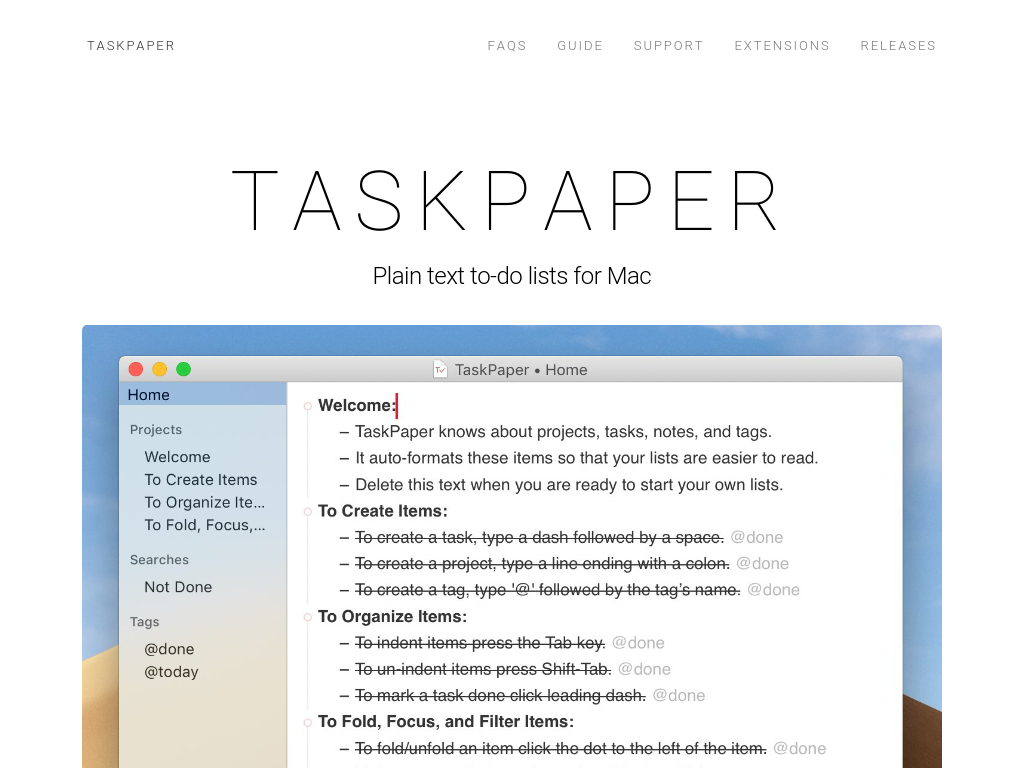 TASKPAPER
FAQS GUIDE SUPPORT EXTENSIONS RELEASES
TASKPAPER
Plain text to-do lists for Mac
TaskPaper • Home
Home
Projects
Welcome
To Create Items
To Organize Ite...
To Fold, Focus,...
Searches
Not Done
Tags
@done
@today
Welcome:
– TaskPaper knows about projects, tasks, notes, and tags.
– It auto-formats these items so that your lists are easier to read.
– Delete this text when you are ready to start your own lists.
To Create Items:
– To create a task, type a dash followed by a space. @done
– To create a project, type a line ending with a colon. @done
– To create a tag, type '@' followed by the tag’s name. @done
To Organize Items:
– To indent items press the Tab key. @done
– To un-indent items press Shift-Tab. @done
– To mark a task done click leading dash. @done
To Fold, Focus, and Filter Items:
– To fold/unfold an item click the dot to the left of the item. @done